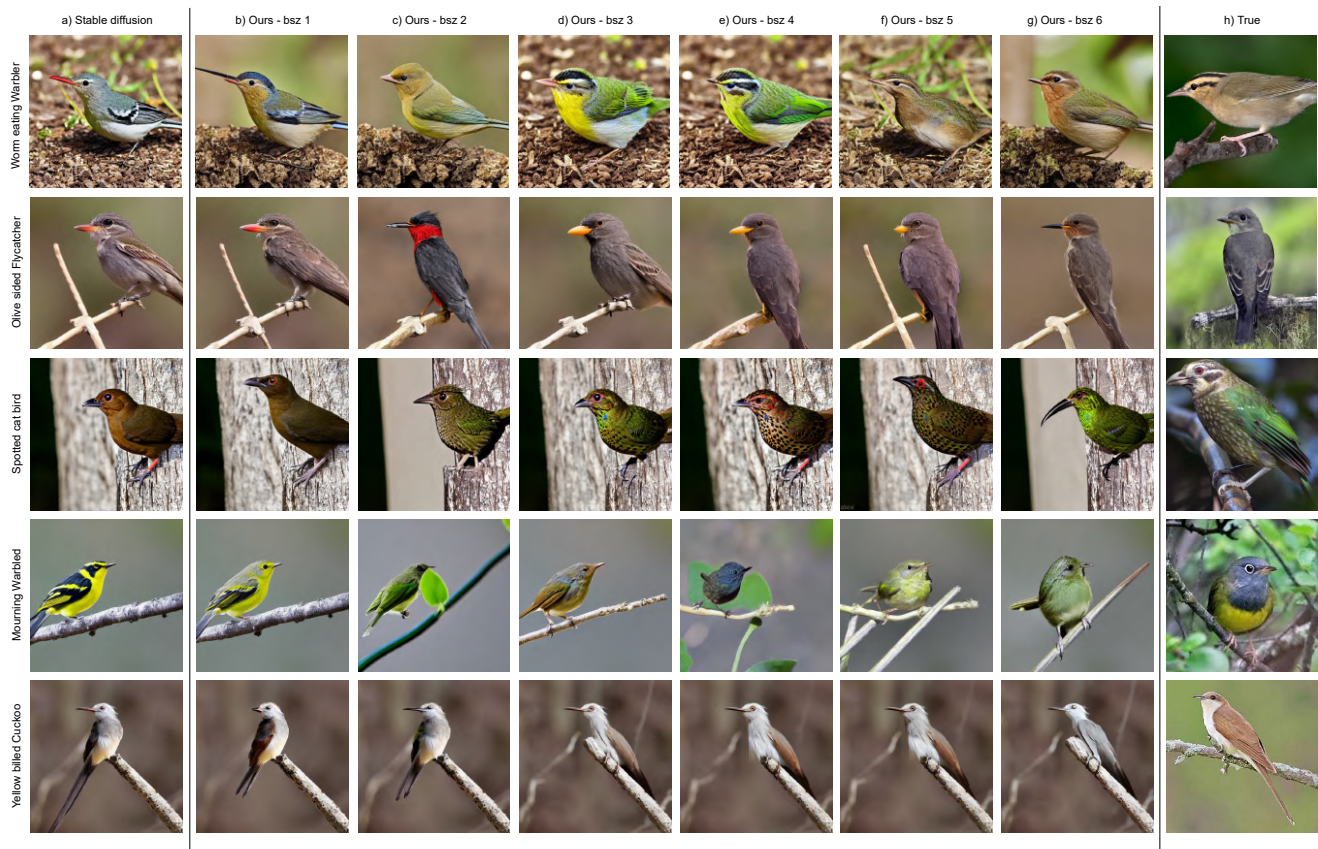 a) Stable diffusion
b) Ours - bsz 1
c) Ours - bsz 2
d) Ours - bsz 3
e) Ours - bsz 4
f) Ours - bsz 5
g) Ours - bsz 6
h) True
Worm eating Warbler
Olive sided Flycatcher
Spotted cat bird
Mourning Warbled
Yellow billed Cuckoo